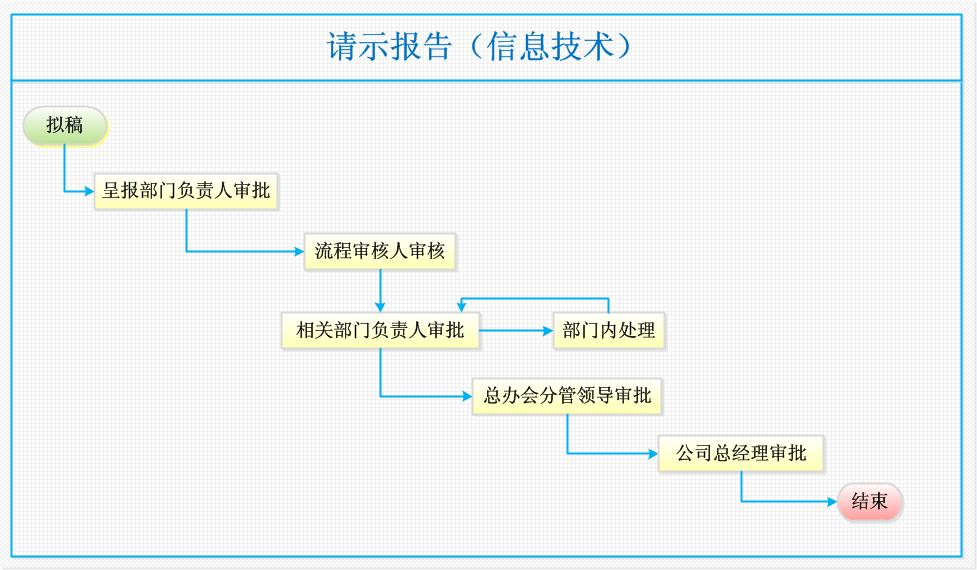 请示报告（信息技术）
拟稿
呈报部门负责人审批
流程审核人审核
相关部门负责人审批
部门内处理
总办会分管领导审批
公司总经理审批
结束